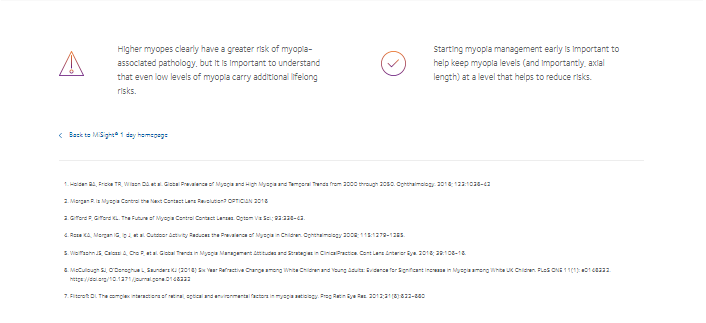 Higher myopes clearly have a greater risk of myopia-
associated pathology, but it is important to understand
that even low levels of myopia carry additional lifelong
risks.
Starting myopia management early is important to
help keep myopia levels (and importantly, axial
length) at a level that helps to reduce risks.
Back to MiSight® 1 day homepage
1. Holden BA, Fricke TR, Wilson DA et al. Global Prevalence of Myopia and High Myopia and Temporal Trends from 2000 through 2050. Ophthalmology. 2016; 123:1036-42
2. Morgan P. Is Myopia Control the Next Contact Lens Revolution? OPTICIAN 2016
3. Gifford P, Gifford KL. The Future of Myopia Control Contact Lenses. Optom Vis Sci; 93:336-43.
4. Rose KA, Morgan IG, Ip J, et al. Outdoor Activity Reduces the Prevalence of Myopia in Children. Ophthalmology 2008; 115:1279-1285.
5. Wolffsohn JS, Calossi A, Cho P, et al. Global Trends in Myopia Management Attitudes and Strategies in ClinicalPractice. Cont Lens Anterior Eye. 2016; 39:106-16.
6. McCullough SJ, O'Donoghue L, Saunders KJ (2016) Six Year Refractive Change among White Children and Young Adults: Evidence for Significant Increase in Myopia among White UK Children. PLoS ONE 11(1): e0146332.
https://doi.org/10.1371/journal.pone.0146332
7. Flitcroft DI. The complex interactions of retinal, optical and environmental factors in myopia aetiology. Prog Retin Eye Res. 2012;31(6):622-660